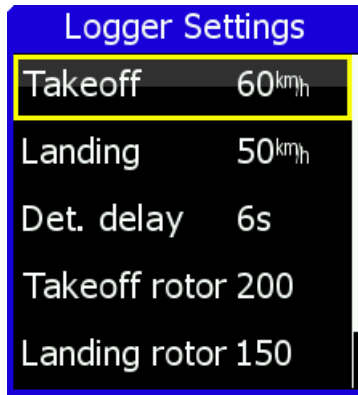 Logger Settings
Takeoff 60km/h
Landing 50km/h
Det. delay 6s
Takeoff rotor 200
Landing rotor 150